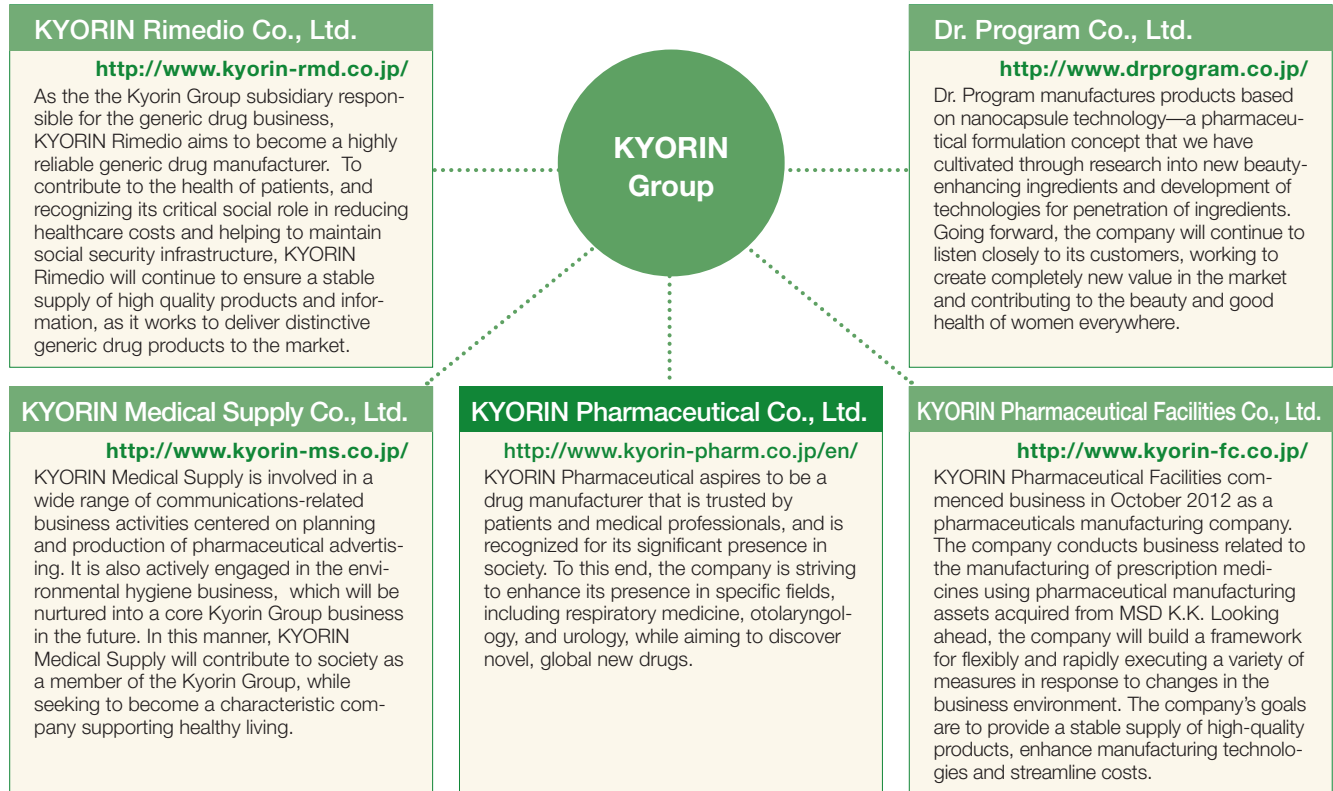 KYORIN Rimedio Co., Ltd.
http://www.kyorin-rmd.co.jp/
As the the Kyorin Group subsidiary respon-
sible for the generic drug business,
KYORIN Rimedio aims to become a highly
reliable generic drug manufacturer. To
contribute to the health of patients, and
recognizing its critical social role in reducing
healthcare costs and helping to maintain
social security infrastructure, KYORIN
Rimedio will continue to ensure a stable
supply of high quality products and infor-
mation, as it works to deliver distinctive
generic drug products to the market.
KYORIN
Group
Dr. Program Co., Ltd.
http://www.drprogram.co.jp/
Dr. Program manufactures products based
on nanocapsule technology—a pharmaceu-
tical formulation concept that we have
cultivated through research into new beauty-
enhancing ingredients and development of
technologies for penetration of ingredients.
Going forward, the company will continue to
listen closely to its customers, working to
create completely new value in the market
and contributing to the beauty and good
health of women everywhere.
KYORIN Medical Supply Co., Ltd.
http://www.kyorin-ms.co.jp/
KYORIN Medical Supply is involved in a
wide range of communications-related
business activities centered on planning
and production of pharmaceutical advertis-
ing. It is also actively engaged in the envi-
ronmental hygiene business, which will be
nurtured into a core Kyorin Group business
in the future. In this manner, KYORIN
Medical Supply will contribute to society as
a member of the Kyorin Group, while
seeking to become a characteristic com-
pany supporting healthy living.
KYORIN Pharmaceutical Co., Ltd.
http://www.kyorin-pharm.co.jp/en/
KYORIN Pharmaceutical aspires to be a
drug manufacturer that is trusted by
patients and medical professionals, and is
recognized for its significant presence in
society. To this end, the company is striving
to enhance its presence in specific fields,
including respiratory medicine, otolaryngol-
ogy, and urology, while aiming to discover
novel, global new drugs.
KYORIN Pharmaceutical Facilities Co., Ltd.
http://www.kyorin-fc.co.jp/
KYORIN Pharmaceutical Facilities com-
menced business in October 2012 as a
pharmaceuticals manufacturing company.
The company conducts business related to
the manufacturing of prescription medi-
cines using pharmaceutical manufacturing
assets acquired from MSD K.K. Looking
ahead, the company will build a framework
for flexibly and rapidly executing a variety of
measures in response to changes in the
business environment. The company's goals
are to provide a stable supply of high-quality
products, enhance manufacturing technolo-
gies and streamline costs.